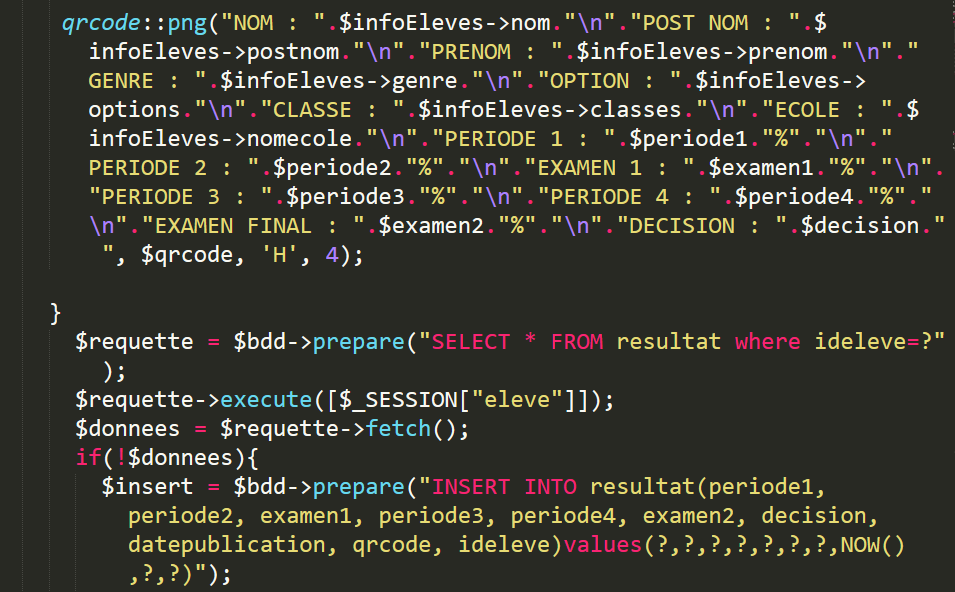 qrcode::png("NOM : ".$infoEleves->nom."\n"."POST NOM : ".$
infoEleves->postnom."\n"."PRENOM : ".$infoEleves->prenom."\n"."
GENRE : ".$infoEleves->genre."\n"."OPTION : ".$infoEleves->
options."\n"."CLASSE : ".$infoEleves->classes."\n"."ECOLE : ".$
infoEleves->nomecole."\n"."PERIODE 1 : ".$periode1."%"."\n"."
PERIODE 2 : ".$periode2."%"."\n"."EXAMEN 1 : ".$examen1."%"."\n".
"PERIODE 3 : ".$periode3."%"."\n"."PERIODE 4 : ".$periode4."%"."
\n"."EXAMEN FINAL : ".$examen2."%"."\n"."DECISION : ".$decision."
", $qrcode, 'H', 4);
}
$requette = $bdd->prepare("SELECT * FROM resultat where ideleve=?"
);
$requette->execute([$_SESSION["eleve"]]);
$donnees = $requette->fetch();
if(!$donnees){
$insert = $bdd->prepare("INSERT INTO resultat(periode1,
periode2, examen1, periode3, periode4, examen2, decision,
datepublication, qrcode, ideleve)values(?,?,?,?,?,?,?,NOW()
,?,?)");